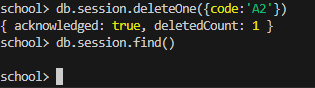 school> db.session.deleteOne({code:'A2'})
{ acknowledged: true, deletedCount: 1 }
school> db.session.find()
school>